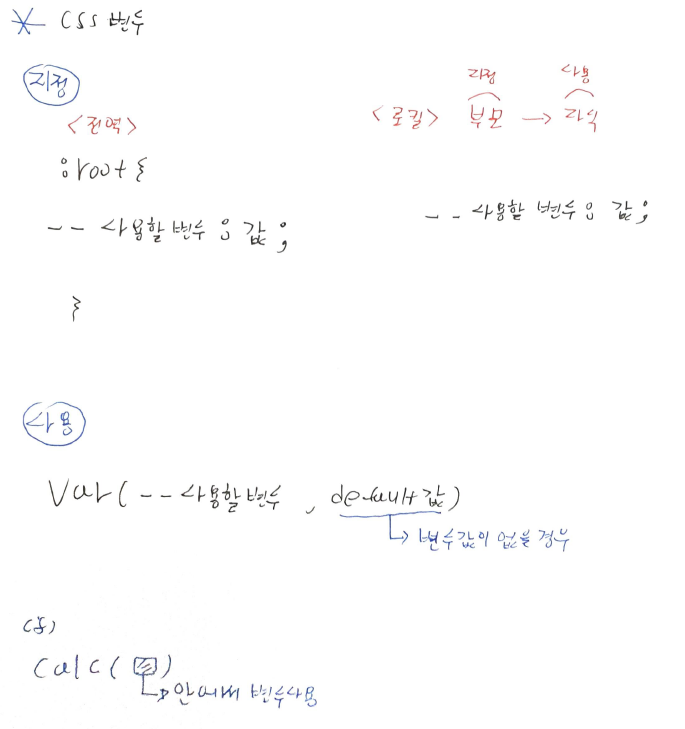 * CSS 변수
지정
<전역>
:root {
-- 사용할 변수 : 값 ;
}
지정 사용
<로컬> 부모 → 자식
-- 사용할 변수 : 값 ;
사용
Var( -- 사용할 변수 , default 값 )
↳ 변수값이 없을 경우
calc( )
↳ 안에서 변수사용